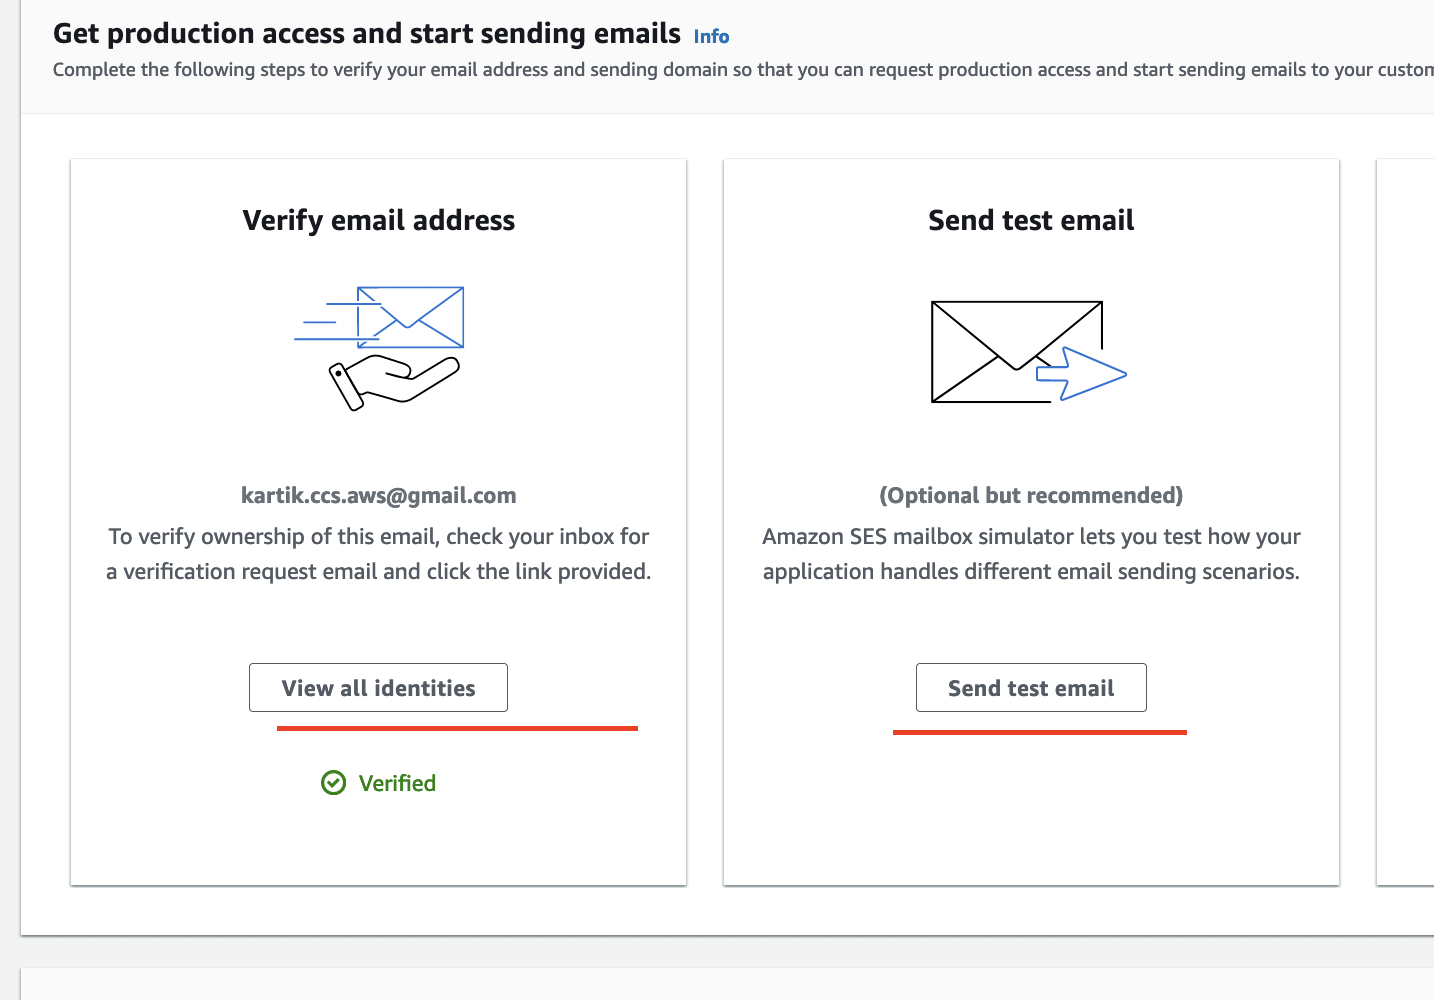 Get production access and start sending emails Info
Complete the following steps to verify your email address and sending domain so that you can request production access and start sending emails to your
Verify email address
kartik.ccs.aws@gmail.com
To verify ownership of this email, check your inbox for
a verification request email and click the link provided.
View all identities
Verified
Send test email
(Optional but recommended)
Amazon SES mailbox simulator lets you test how your
application handles different email sending scenarios.
Send test email